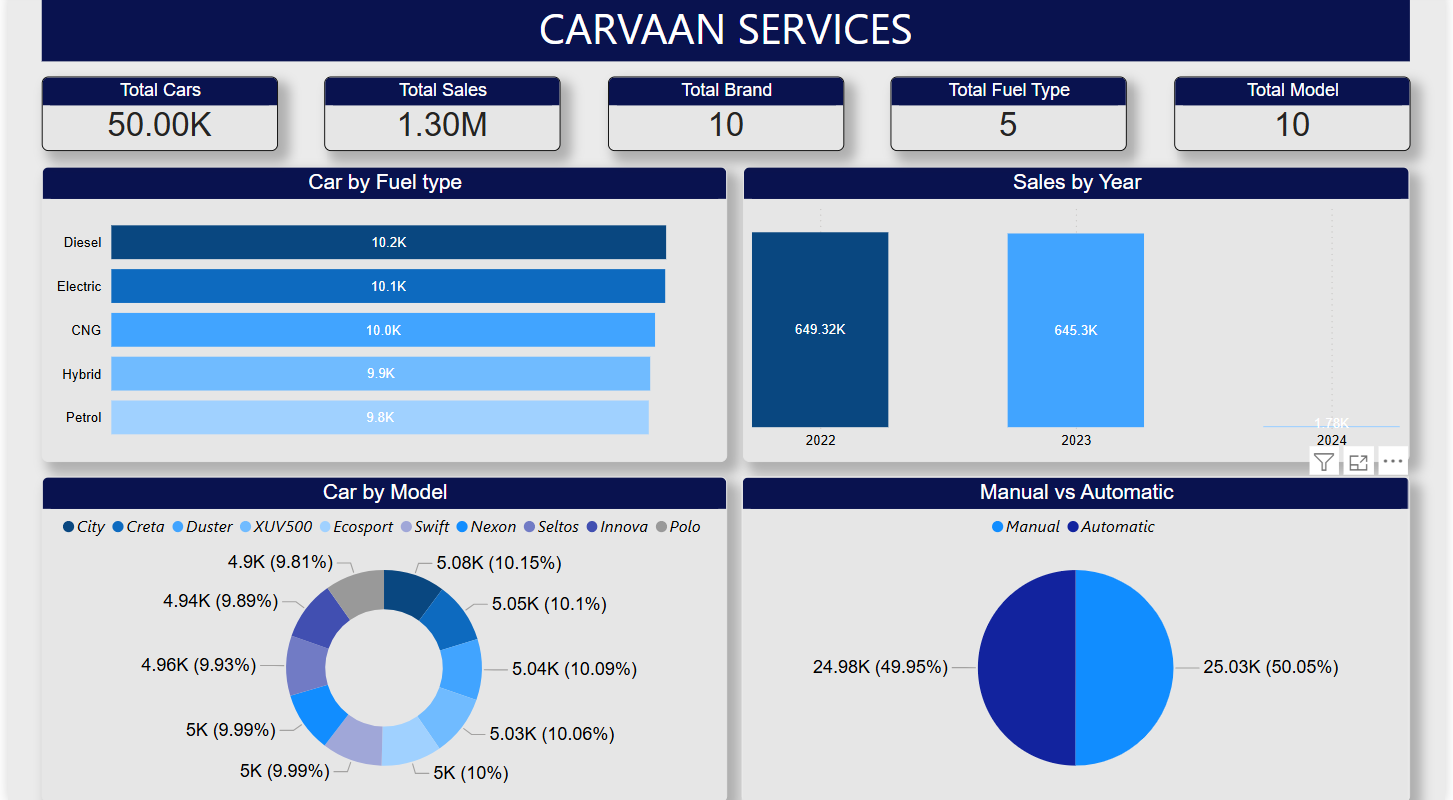 CARVAAN SERVICES
Total Cars
50.00K
Total Sales
1.30M
Total Brand
10
Total Fuel Type
5
Total Model
10
Car by Fuel type
Diesel 10.2K
Electric 10.1K
CNG 10.0K
Hybrid 9.9K
Petrol 9.8K
Sales by Year
649.32K 645.3K 1.78K
2022 2023 2024
Car by Model
City Creta Duster XUV500 Ecosport Swift Nexon Seltos Innova Polo
4.9K (9.81%) 5.08K (10.15%)
4.94K (9.89%) 5.05K (10.1%)
4.96K (9.93%) 5.04K (10.09%)
5K (9.99%) 5.03K (10.06%)
5K (9.99%) 5K (10%)
Manual vs Automatic
Manual Automatic
24.98K (49.95%) 25.03K (50.05%)